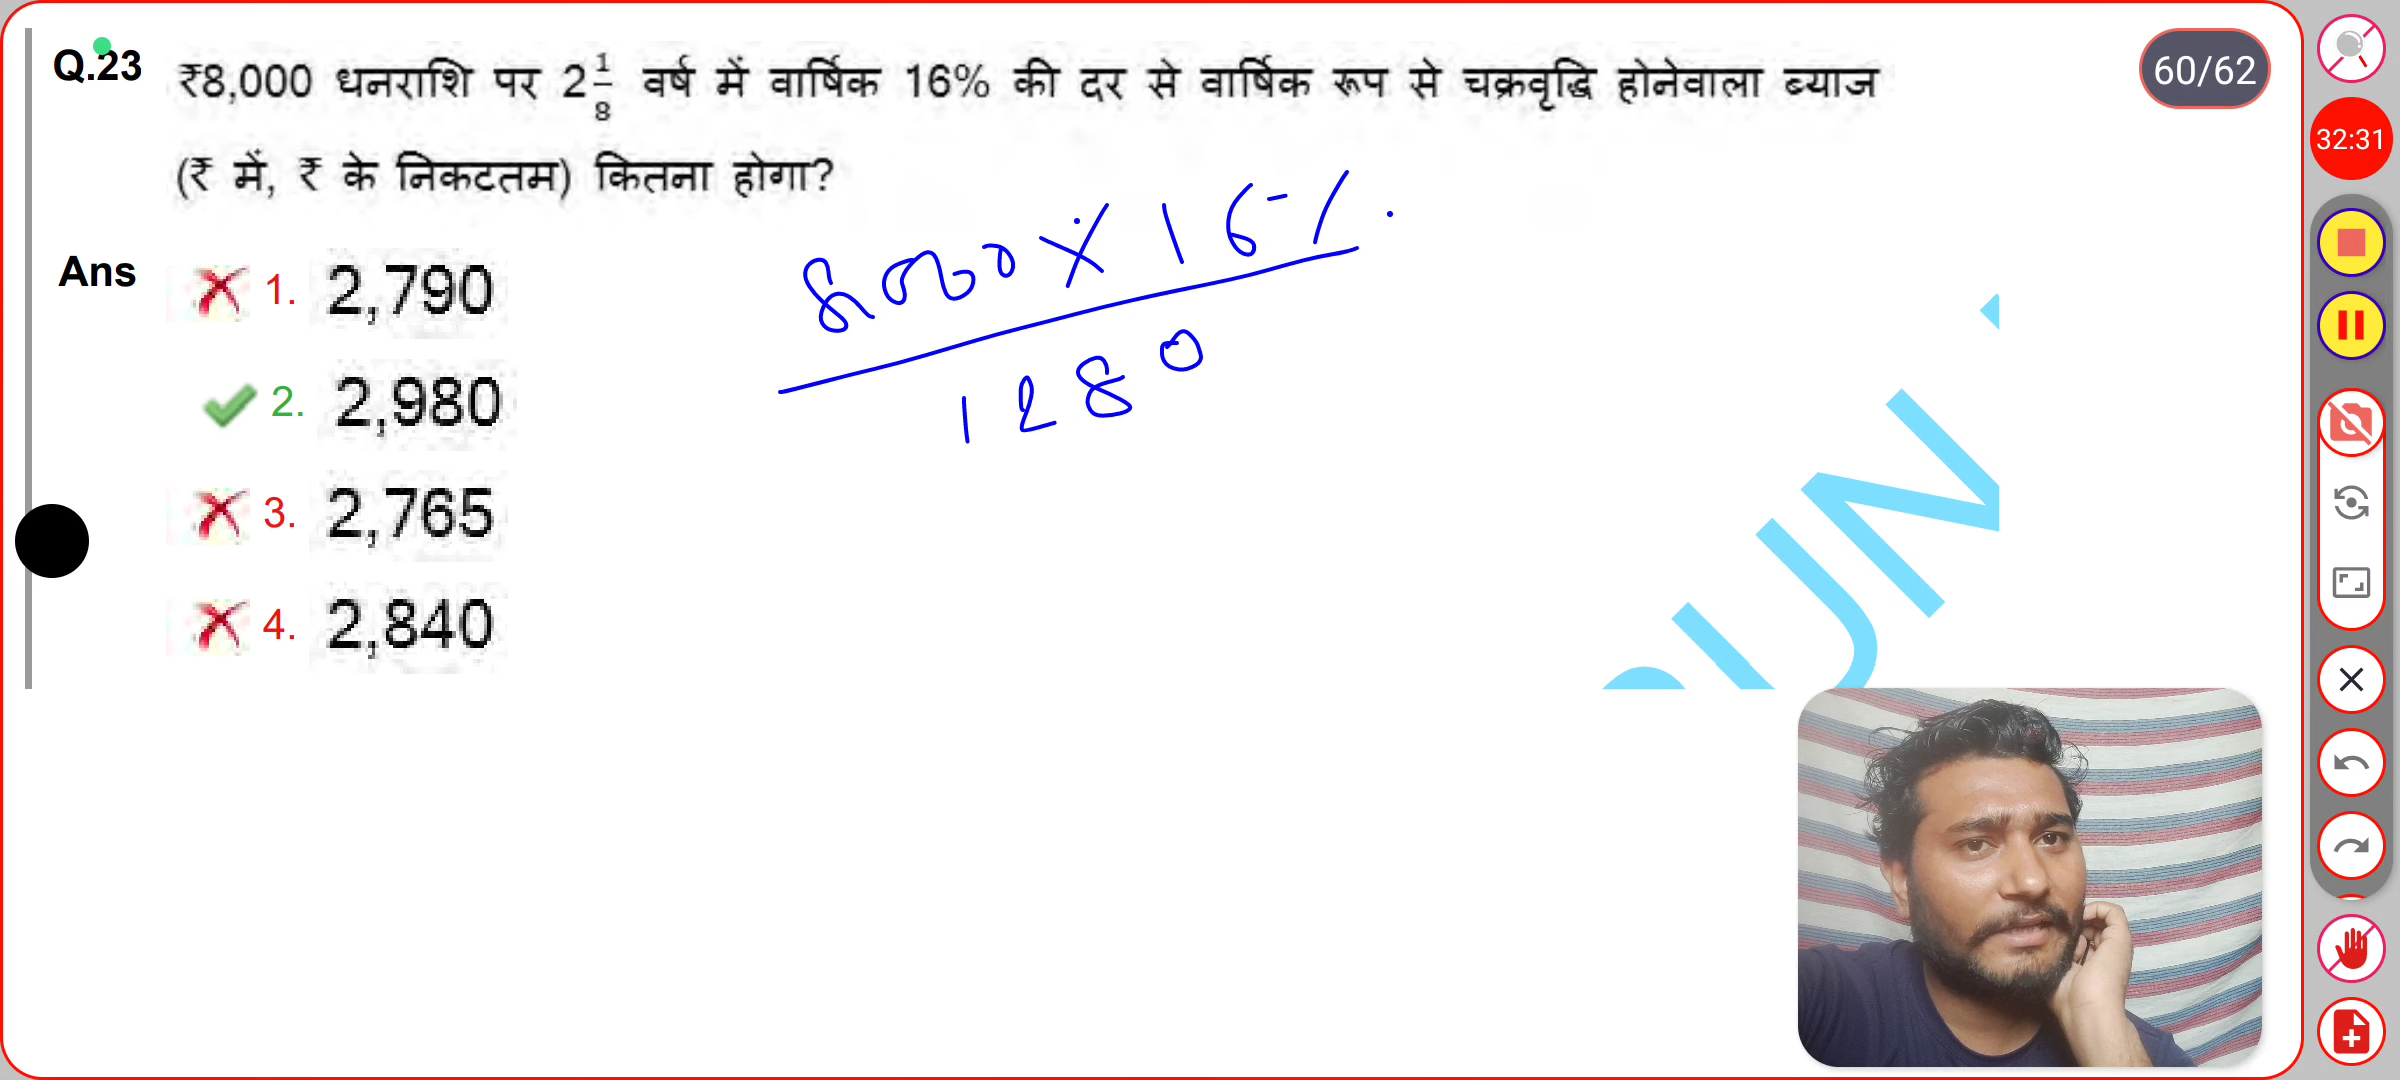 Q.23 ₹8,000 धनराशि पर 2 1/8 वर्ष में वार्षिक 16% की दर से वार्षिक रूप से चक्रवृद्धि होनेवाला ब्याज
(₹ में, ₹ के निकटतम) कितना होगा?
60/62
32:31
8000 × 16%
1280
Ans 1. 2,790
2. 2,980
3. 2,765
4. 2,840